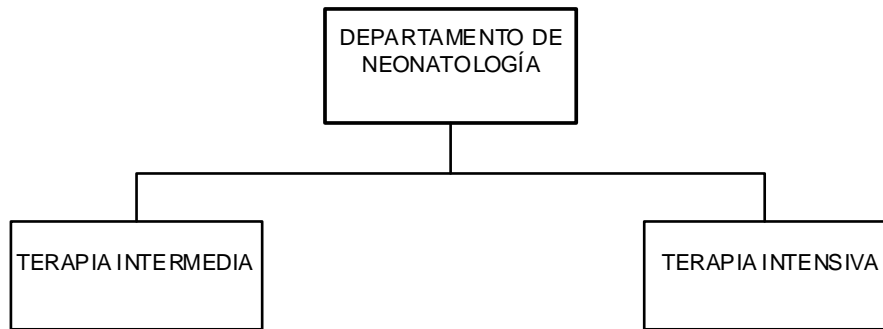 DEPARTAMENTO DE
NEONATOLOGÍA
TERAPIA INTERMEDIA
TERAPIA INTENSIVA